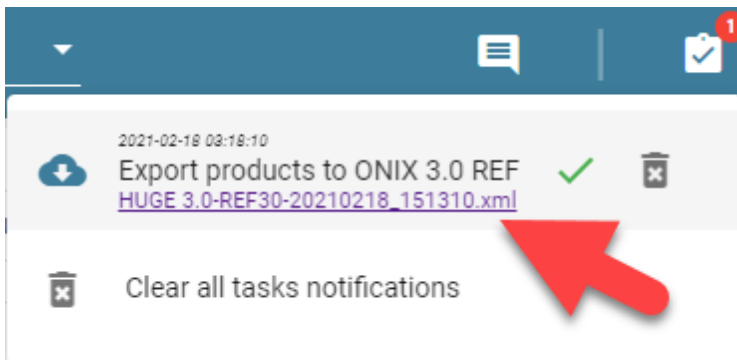 1
2021-02-18 03:18:10
Export products to ONIX 3.0 REF
HUGE 3.0-REF30-20210218_151310.xml
Clear all tasks notifications